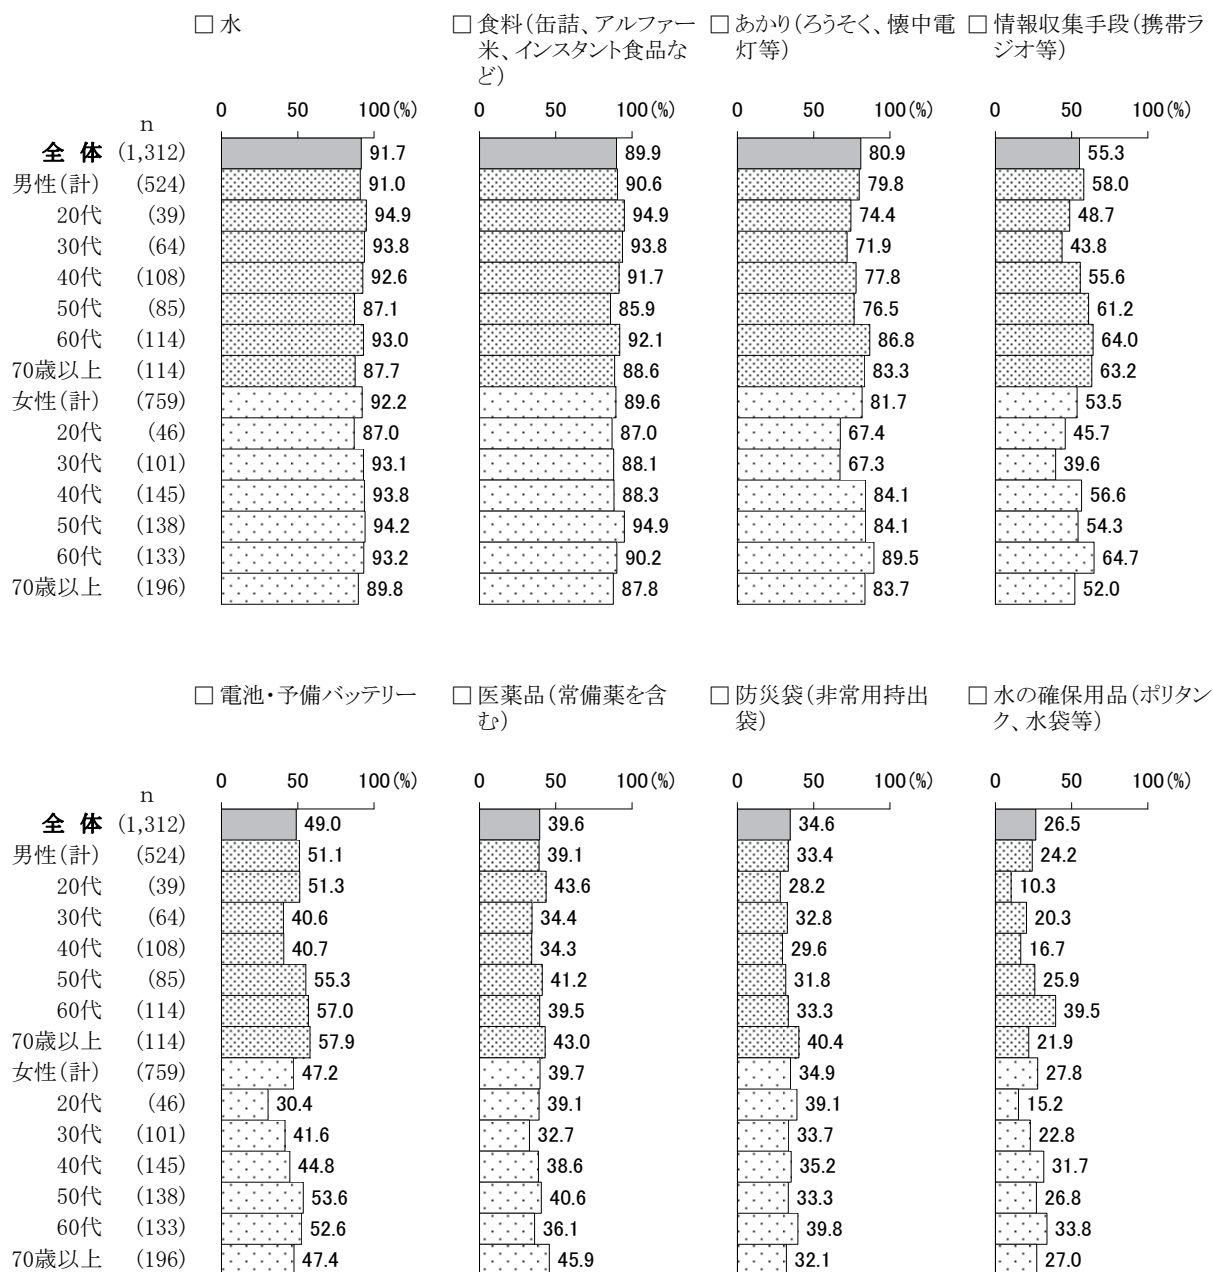 □ 水 □ 食料(缶詰、アルファー □ あかり(ろうそく、懐中電 □ 情報収集手段(携帯ラ
米、インスタント食品な 灯等) ジオ等)
ど)
0 50 100(%) 0 50 100(%) 0 50 100(%) 0 50 100(%)
n
全 体 (1,312) 91.7 89.9 80.9 55.3
男性(計) (524) 91.0 90.6 79.8 58.0
20代 (39) 94.9 94.9 74.4 48.7
30代 (64) 93.8 93.8 71.9 43.8
40代 (108) 92.6 91.7 77.8 55.6
50代 (85) 87.1 85.9 76.5 61.2
60代 (114) 93.0 92.1 86.8 64.0
70歳以上 (114) 87.7 88.6 83.3 63.2
女性(計) (759) 92.2 89.6 81.7 53.5
20代 (46) 87.0 87.0 67.4 45.7
30代 (101) 93.1 88.1 67.3 39.6
40代 (145) 93.8 88.3 84.1 56.6
50代 (138) 94.2 94.9 84.1 54.3
60代 (133) 93.2 90.2 89.5 64.7
70歳以上 (196) 89.8 87.8 83.7 52.0
□ 電池・予備バッテリー □ 医薬品(常備薬を含 □ 防災袋(非常用持出 □ 水の確保用品(ポリタン
む) 袋) ク、水袋等)
0 50 100(%) 0 50 100(%) 0 50 100(%) 0 50 100(%)
n
全 体 (1,312) 49.0 39.6 34.6 26.5
男性(計) (524) 51.1 39.1 33.4 24.2
20代 (39) 51.3 43.6 28.2 10.3
30代 (64) 40.6 34.4 32.8 20.3
40代 (108) 40.7 34.3 29.6 16.7
50代 (85) 55.3 41.2 31.8 25.9
60代 (114) 57.0 39.5 33.3 39.5
70歳以上 (114) 57.9 43.0 40.4 21.9
女性(計) (759) 47.2 39.7 34.9 27.8
20代 (46) 30.4 39.1 39.1 15.2
30代 (101) 41.6 32.7 33.7 22.8
40代 (145) 44.8 38.6 35.2 31.7
50代 (138) 53.6 40.6 33.3 26.8
60代 (133) 52.6 36.1 39.8 33.8
70歳以上 (196) 47.4 45.9 32.1 27.0